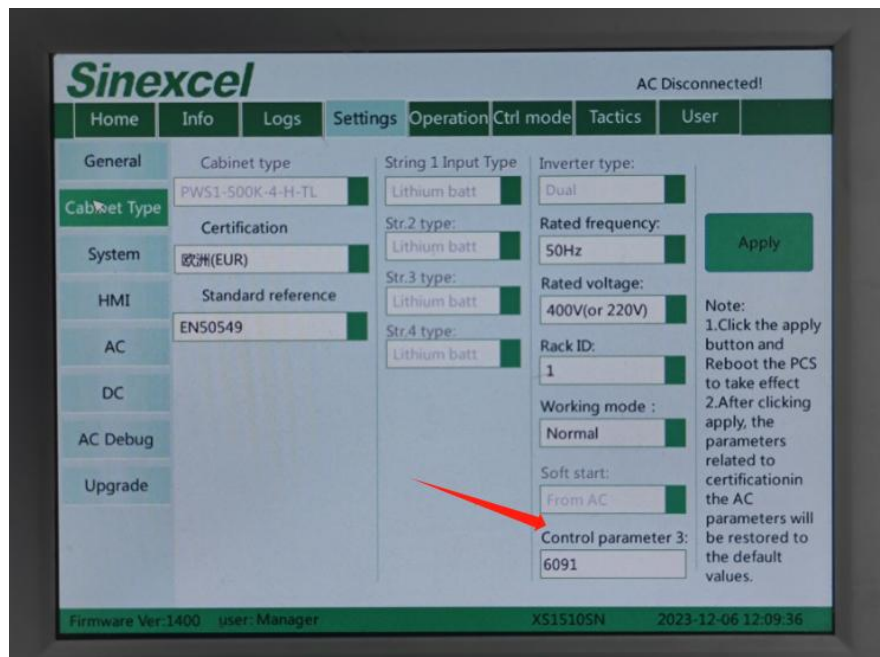 Sinexcel
AC Disconnected!
Home Info Logs Settings Operation Ctrl mode Tactics User
General
Cabinet Type
System
HMI
AC
DC
AC Debug
Upgrade
Cabinet type
PWS1-500K-4-H-TL
Certification
欧洲(EUR)
Standard reference
EN50549
String 1 Input Type
Lithium batt
Str.2 type:
Lithium batt
Str.3 type:
Lithium batt
Str.4 type:
Lithium batt
Inverter type:
Dual
Rated frequency:
50Hz
Rated voltage:
400V(or 220V)
Rack ID:
1
Working mode :
Normal
Soft start:
From AC
Control parameter 3:
6091
Apply
Note:
1.Click the apply
button and
Reboot the PCS
to take effect
2.After clicking
apply, the
parameters
related to
certificationin
the AC
parameters will
be restored to
the default
values.
Firmware Ver:1400 user: Manager XS1510SN 2023-12-06 12:09:36